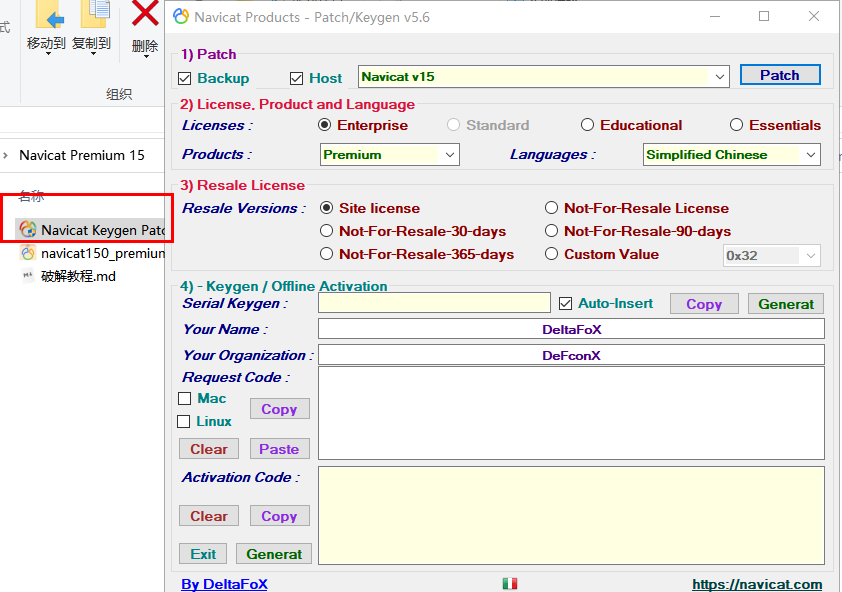 式
移动到
复制到
删除
组织
Navicat Premium 15
名称
Navicat Keygen Patc
navicat150_premium
破解教程.md
Navicat Products - Patch/Keygen v5.6
1) Patch
Backup
Host
Navicat v15
Patch
2) License, Product and Language
Licenses :
Enterprise
Standard
Educational
Essentials
Products :
Premium
Languages :
Simplified Chinese
3) Resale License
Resale Versions :
Site license
Not-For-Resale License
Not-For-Resale-30-days
Not-For-Resale-90-days
Not-For-Resale-365-days
Custom Value
0x32
4) - Keygen / Offline Activation
Serial Keygen :
Auto-Insert
Copy
Generat
Your Name :
DeltaFoX
Your Organization :
DeFconX
Request Code :
Mac
Linux
Copy
Clear
Paste
Activation Code :
Clear
Copy
Exit
Generat
By DeltaFoX
https://navicat.com